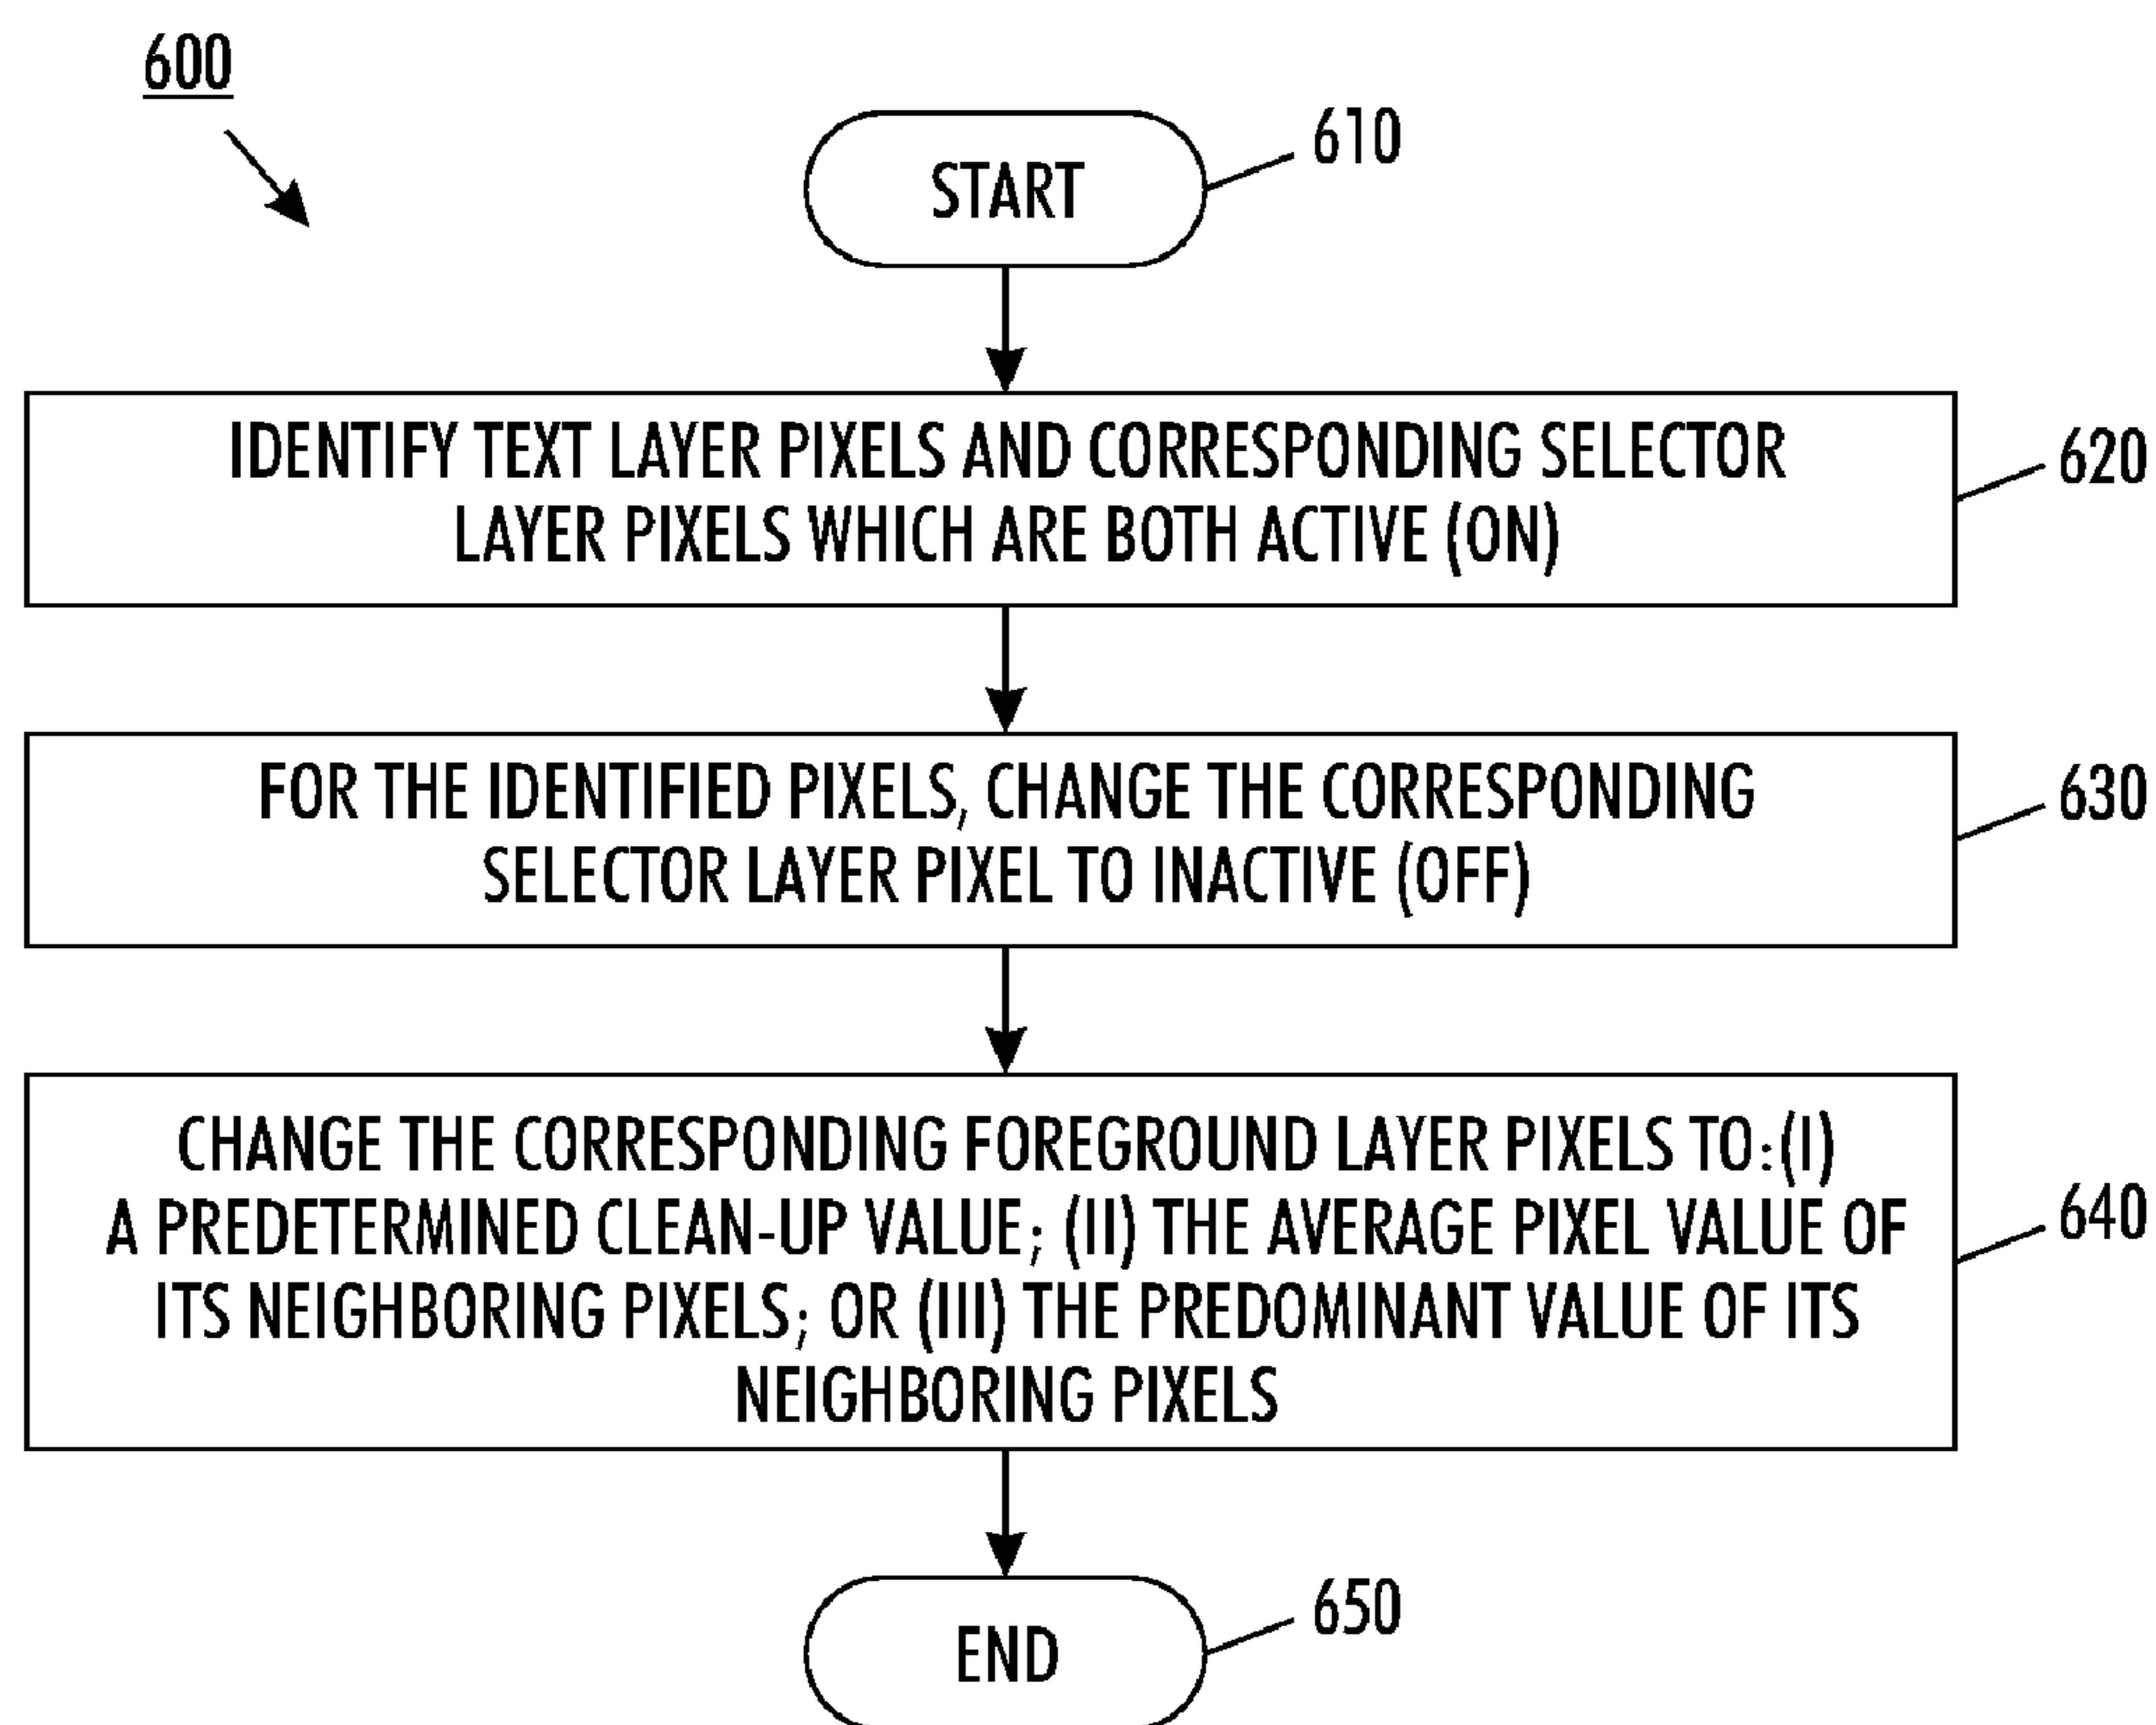 600
START
610
IDENTIFY TEXT LAYER PIXELS AND CORRESPONDING SELECTOR
LAYER PIXELS WHICH ARE BOTH ACTIVE (ON)
620
FOR THE IDENTIFIED PIXELS, CHANGE THE CORRESPONDING
SELECTOR LAYER PIXEL TO INACTIVE (OFF)
630
CHANGE THE CORRESPONDING FOREGROUND LAYER PIXELS TO:(I)
A PREDETERMINED CLEAN-UP VALUE; (II) THE AVERAGE PIXEL VALUE OF
ITS NEIGHBORING PIXELS; OR (III) THE PREDOMINANT VALUE OF ITS
NEIGHBORING PIXELS
640
END
650